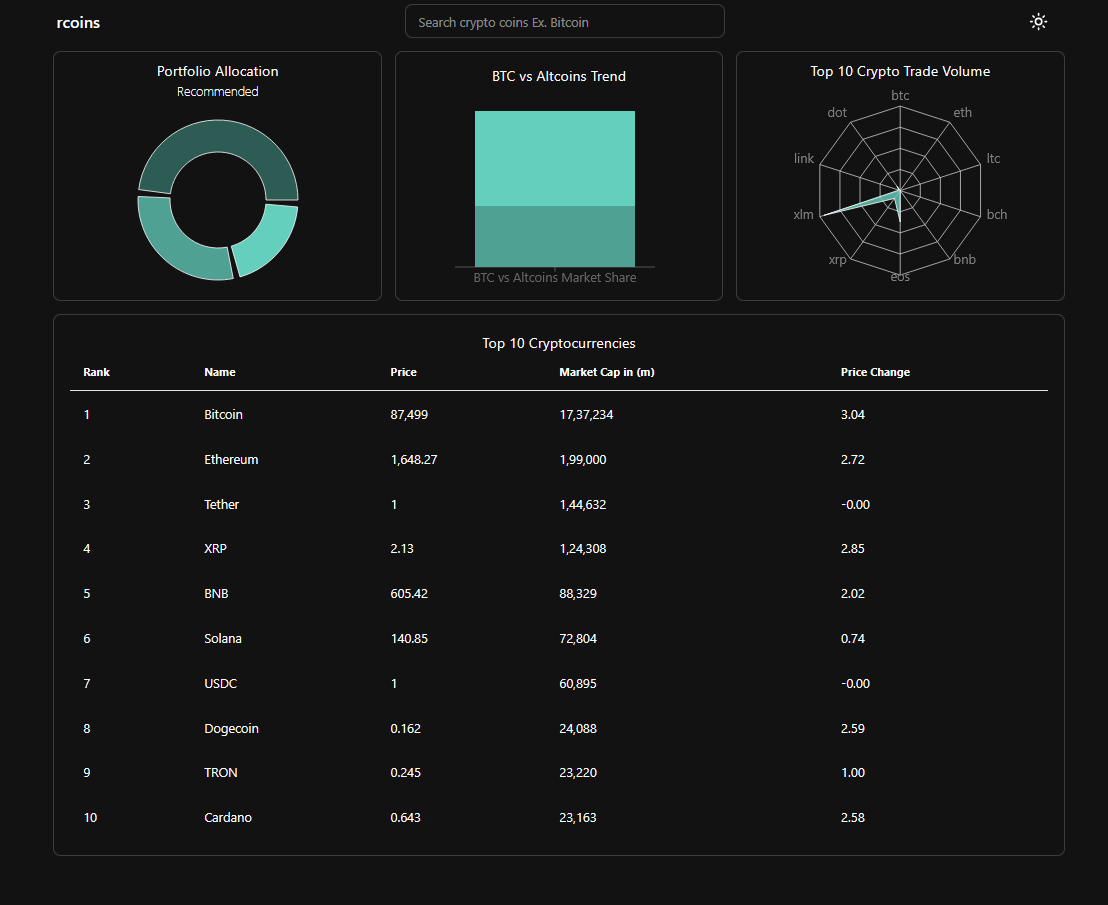 rcoins
Search crypto coins Ex. Bitcoin
Portfolio Allocation
Recommended
BTC vs Altcoins Trend
BTC vs Altcoins Market Share
Top 10 Crypto Trade Volume
btc
eth
ltc
bch
bnb
eos
xrp
xlm
link
dot
Top 10 Cryptocurrencies
Rank Name Price Market Cap in (m) Price Change
1 Bitcoin 87,499 17,37,234 3.04
2 Ethereum 1,648.27 1,99,000 2.72
3 Tether 1 1,44,632 -0.00
4 XRP 2.13 1,24,308 2.85
5 BNB 605.42 88,329 2.02
6 Solana 140.85 72,804 0.74
7 USDC 1 60,895 -0.00
8 Dogecoin 0.162 24,088 2.59
9 TRON 0.245 23,220 1.00
10 Cardano 0.643 23,163 2.58